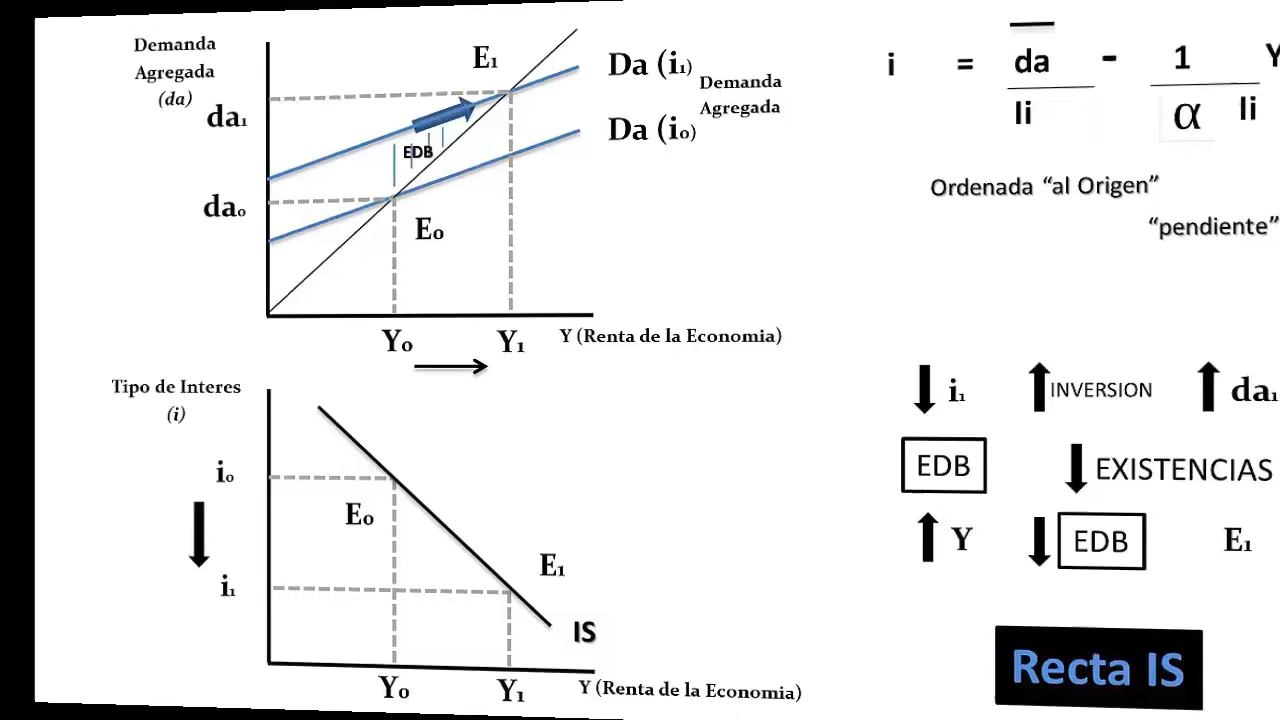 Demanda
Agregada
(da)
E₁
Da (i₁)
Demanda
Agregada
da₁
EDB
Da (i₀)
da₀
E₀
Y₀
Y₁
Y (Renta de la Economia)
Tipo de Interes
(i)
i₀
E₀
E₁
i₁
IS
Y₀
Y₁
Y (Renta de la Economia)
i = da - 1 Y
Ii α Ii
Ordenada “al Origen”
“pendiente”
i₁ INVERSION da₁
EDB EXISTENCIAS
Y EDB E₁
Recta IS